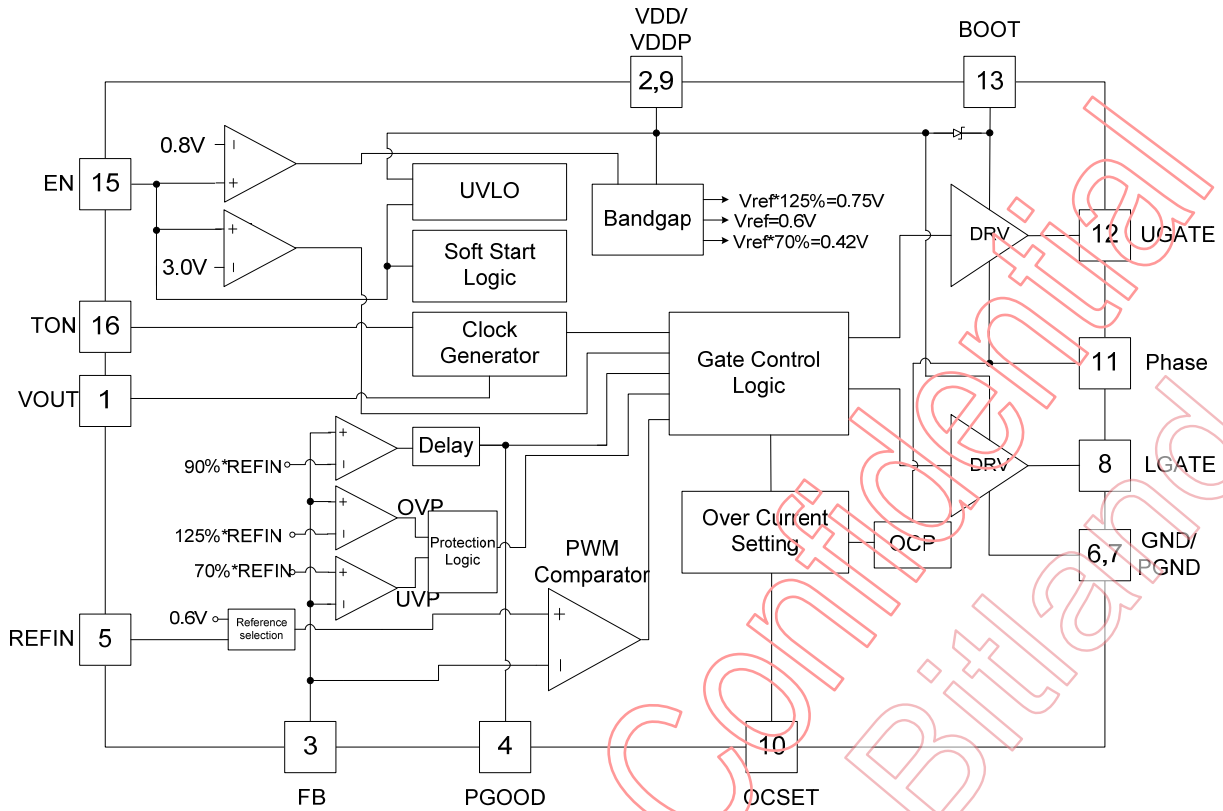 VDD/
VDDP
BOOT
2,9
13
0.8V
-
+
EN
15
UVLO
Bandgap
Vref*125%=0.75V
Vref=0.6V
Vref*70%=0.42V
DRV
12
UGATE
+
-
3.0V
Soft Start
Logic
TON
16
Clock
Generator
Gate Control
Logic
11
Phase
VOUT
1
+
-
Delay
90%*REFIN
DRV
8
LGATE
+
-
OVP
125%*REFIN
Protection
Logic
Over Current
Setting
OCP
6,7
GND/
PGND
70%*REFIN
+
-
UVP
PWM
Comparator
+
-
0.6V
Reference
selection
REFIN
5
3
4
10
FB
PGOOD
OCSET
Confidential
Bitland